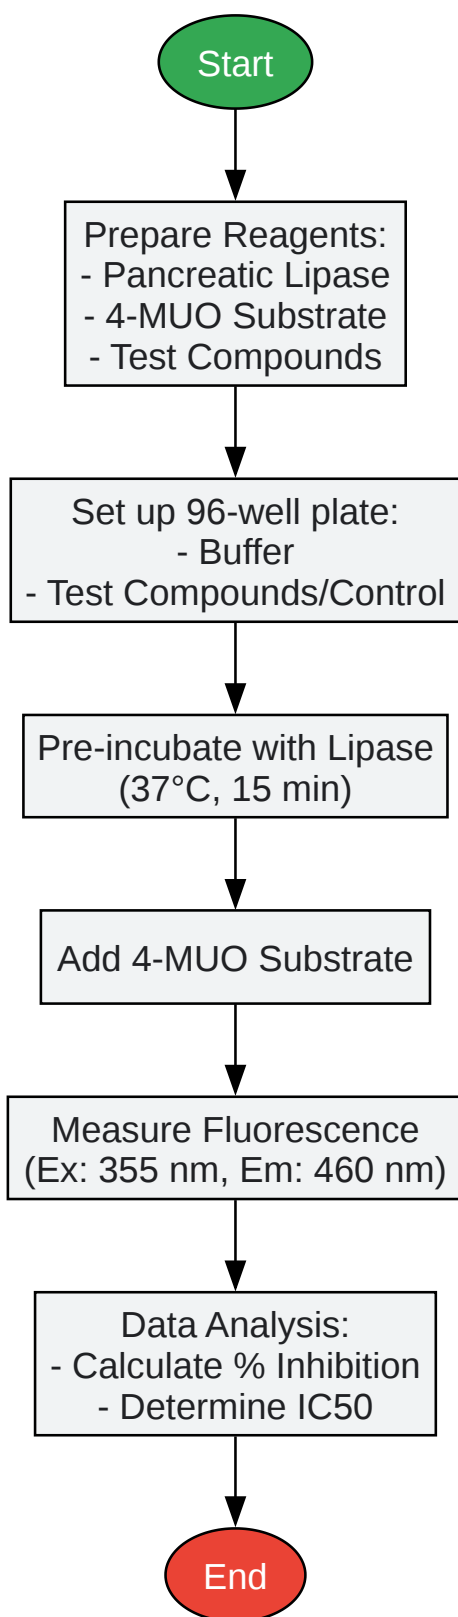 Start
Prepare Reagents:
- Pancreatic Lipase
- 4-MUO Substrate
- Test Compounds
Set up 96-well plate:
- Buffer
- Test Compounds/Control
Pre-incubate with Lipase
(37°C, 15 min)
Add 4-MUO Substrate
Measure Fluorescence
(Ex: 355 nm, Em: 460 nm)
Data Analysis:
- Calculate % Inhibition
- Determine IC50
End